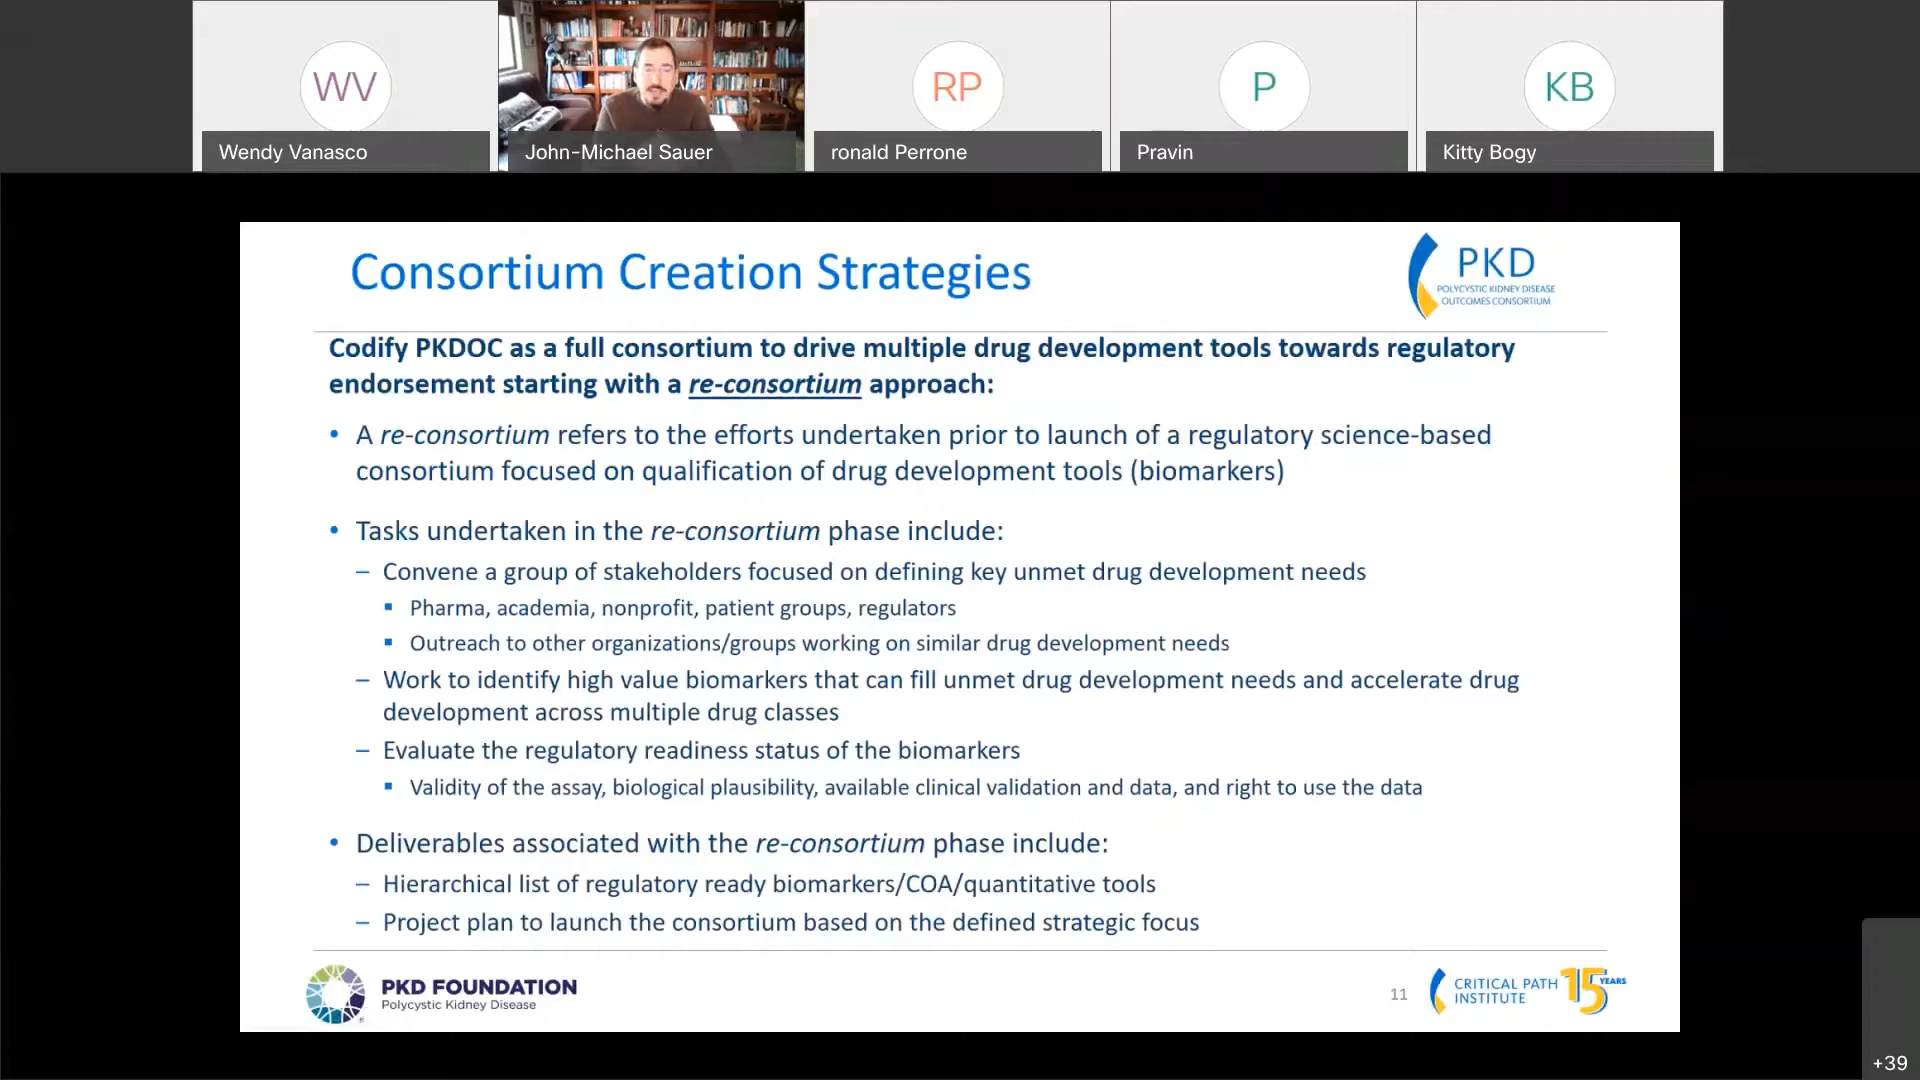 WV
RP
P
KB
Wendy Vanasco
John-Michael Sauer
ronald Perrone
Pravin
Kitty Bogy
Consortium Creation Strategies
PKD
POLYCYSTIC KIDNEY DISEASE
OUTCOMES CONSORTIUM
Codify PKDOC as a full consortium to drive multiple drug development tools towards regulatory
endorsement starting with a re-consortium approach:
• A re-consortium refers to the efforts undertaken prior to launch of a regulatory science-based
consortium focused on qualification of drug development tools (biomarkers)
• Tasks undertaken in the re-consortium phase include:
– Convene a group of stakeholders focused on defining key unmet drug development needs
▪ Pharma, academia, nonprofit, patient groups, regulators
▪ Outreach to other organizations/groups working on similar drug development needs
– Work to identify high value biomarkers that can fill unmet drug development needs and accelerate drug
development across multiple drug classes
– Evaluate the regulatory readiness status of the biomarkers
▪ Validity of the assay, biological plausibility, available clinical validation and data, and right to use the data
• Deliverables associated with the re-consortium phase include:
– Hierarchical list of regulatory ready biomarkers/COA/quantitative tools
– Project plan to launch the consortium based on the defined strategic focus
PKD FOUNDATION
Polycystic Kidney Disease
11
CRITICAL PATH
INSTITUTE
15 YEARS
+39